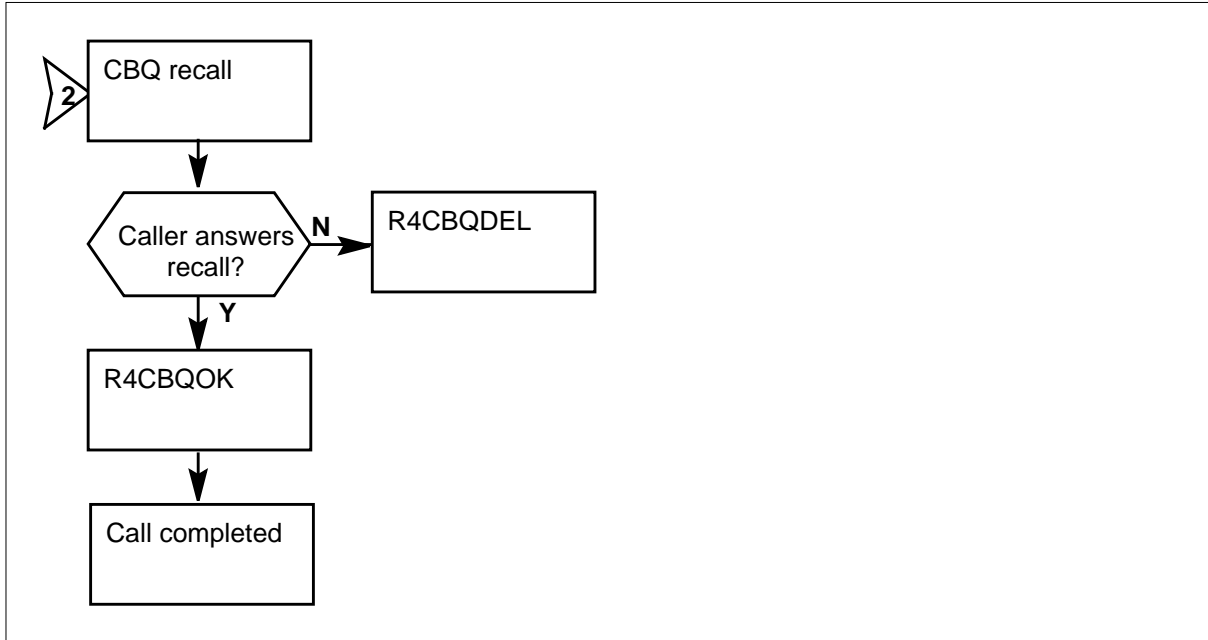 2
CBQ recall
Caller answers
recall?
N
R4CBQDEL
Y
R4CBQOK
Call completed